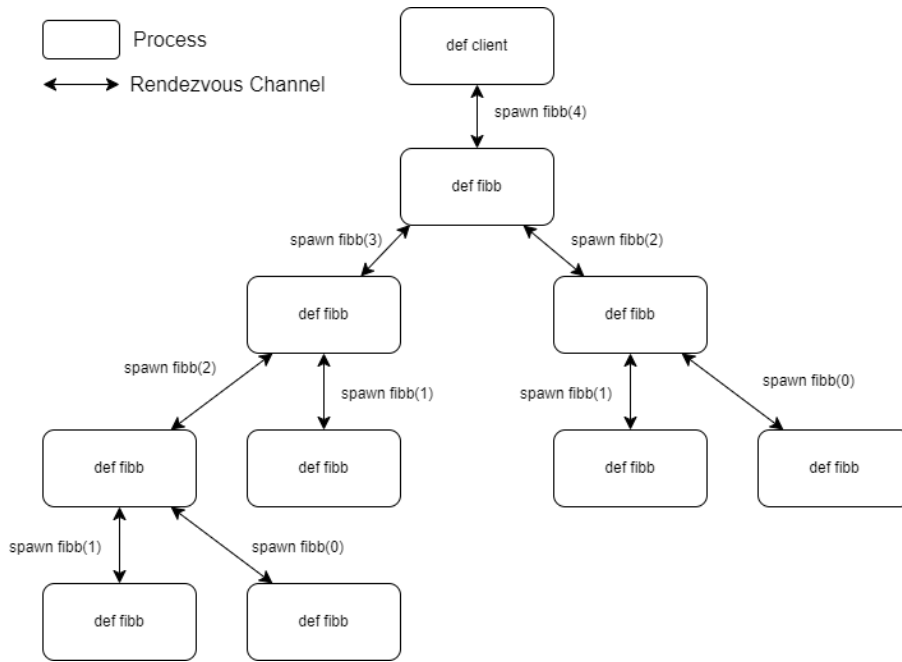 Process
Rendezvous Channel
def client
spawn fibb(4)
def fibb
spawn fibb(3)
spawn fibb(2)
def fibb
def fibb
spawn fibb(2)
spawn fibb(1)
spawn fibb(1)
spawn fibb(0)
def fibb
def fibb
def fibb
def fibb
spawn fibb(1)
spawn fibb(0)
def fibb
def fibb